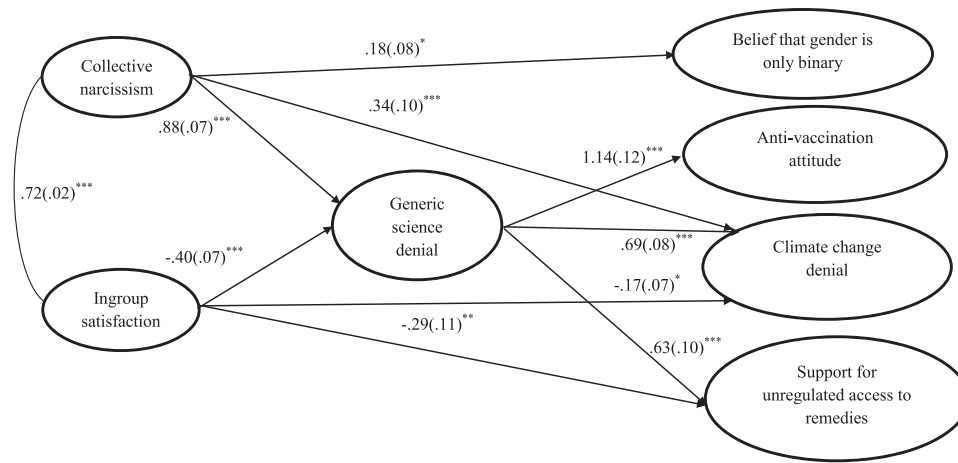 Belief that gender is
only binary
.18(.08)*
Collective
narcissism
.34(.10)***
.88(.07)***
Anti-vaccination
attitude
1.14(.12)***
.72(.02)***
Generic
science
denial
.69(.08)***
Climate change
denial
-.40(.07)***
-.17(.07)*
Ingroup
satisfaction
-.29(.11)**
.63(.10)***
Support for
unregulated access to
remedies